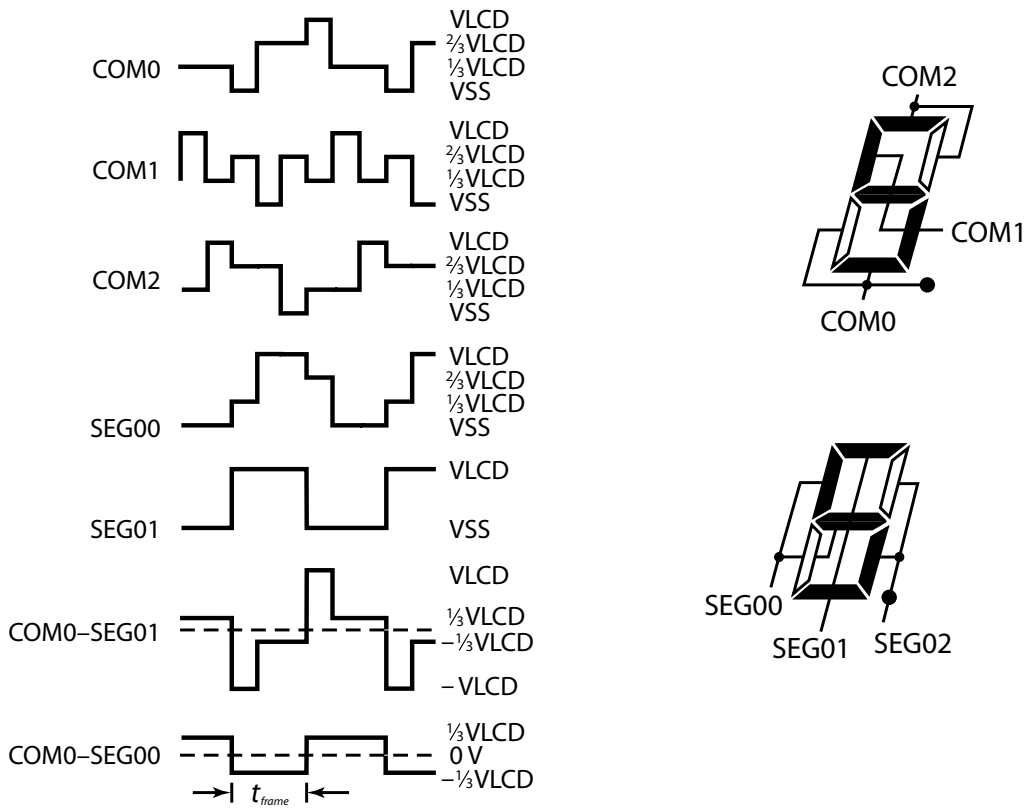 COM0
VLCD
⅔VLCD
⅓VLCD
VSS
COM1
VLCD
⅔VLCD
⅓VLCD
VSS
COM2
VLCD
⅔VLCD
⅓VLCD
VSS
SEG00
VLCD
⅔VLCD
⅓VLCD
VSS
SEG01
VLCD
VSS
COM0–SEG01
VLCD
⅓VLCD
–⅓VLCD
– VLCD
COM0–SEG00
⅓VLCD
0 V
–⅓VLCD
tframe
COM2
COM1
COM0
SEG00
SEG01
SEG02